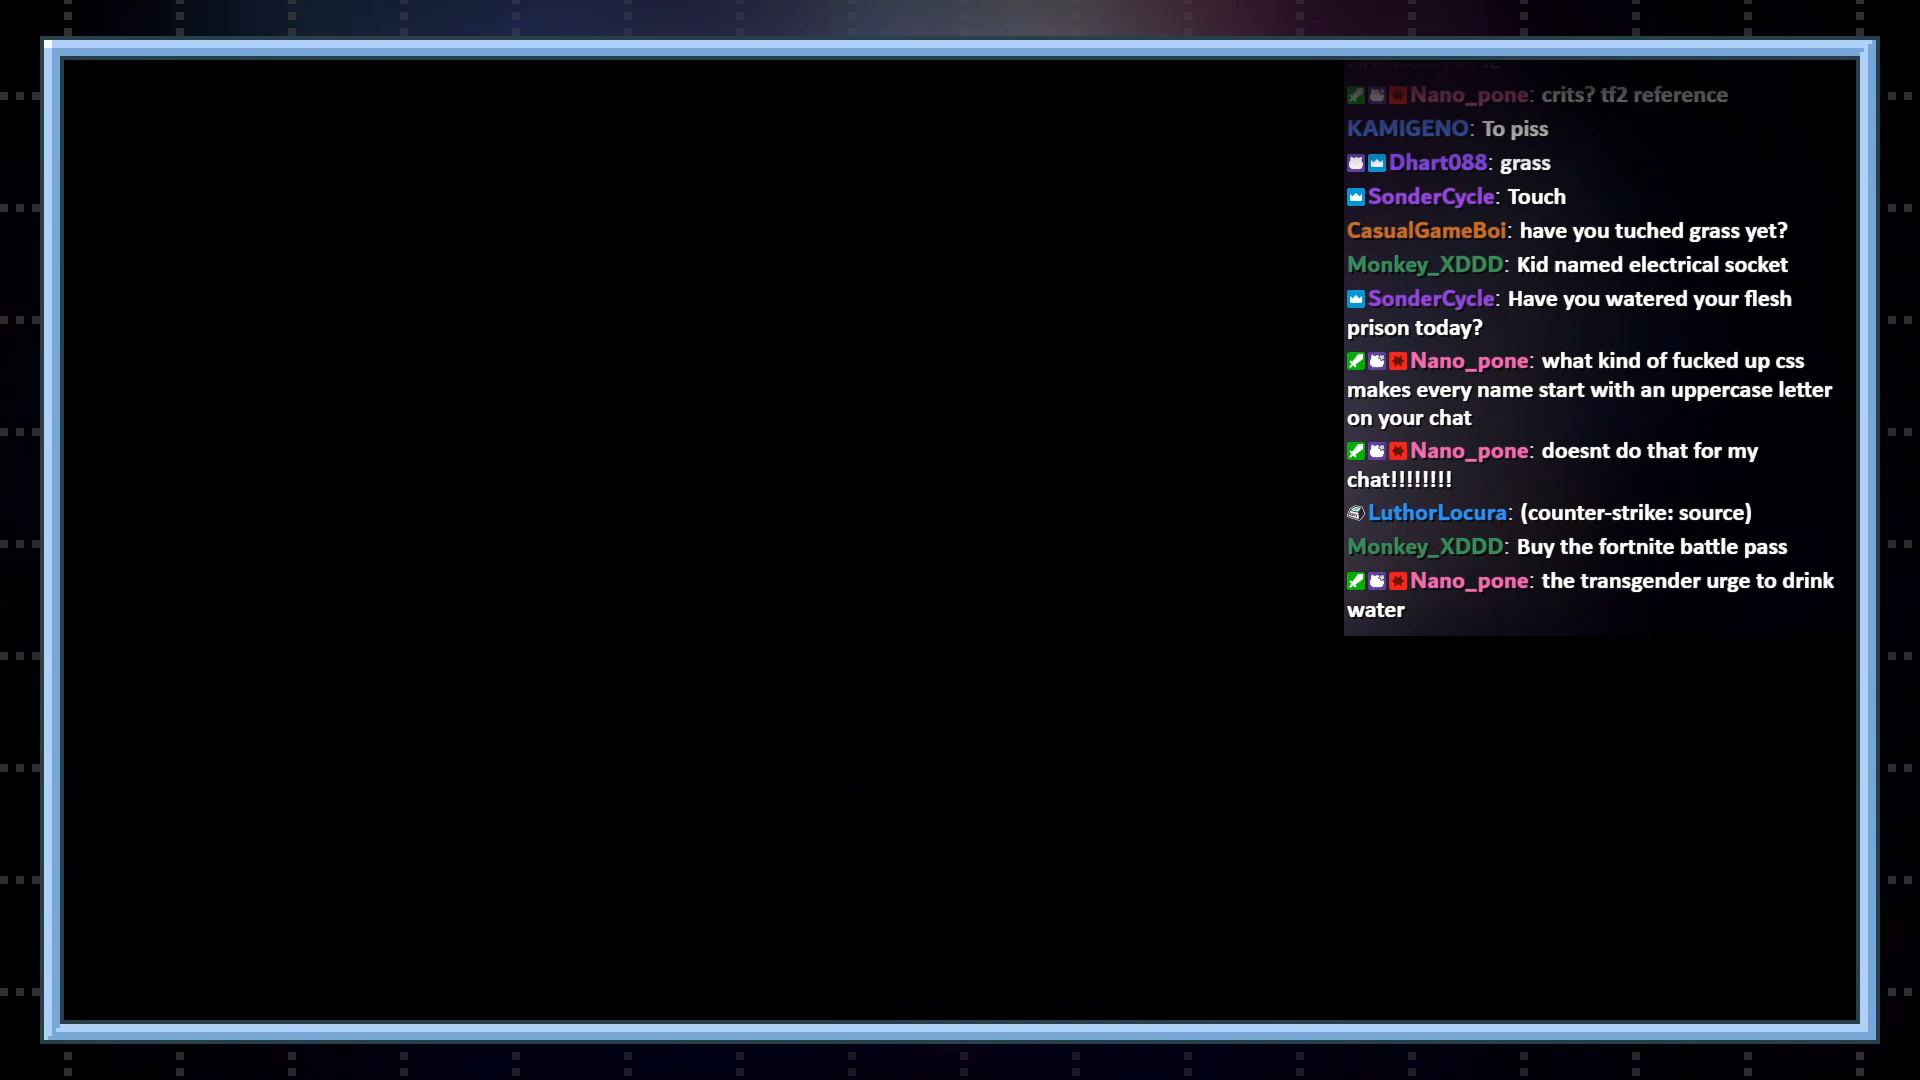 Nano_pone: crits? tf2 reference
KAMIGENO: To piss
Dhart088: grass
SonderCycle: Touch
CasualGameBoi: have you tuched grass yet?
Monkey_XDDD: Kid named electrical socket
SonderCycle: Have you watered your flesh
prison today?
Nano_pone: what kind of fucked up css
makes every name start with an uppercase letter
on your chat
Nano_pone: doesnt do that for my
chat!!!!!!!!
LuthorLocura: (counter-strike: source)
Monkey_XDDD: Buy the fortnite battle pass
Nano_pone: the transgender urge to drink
water